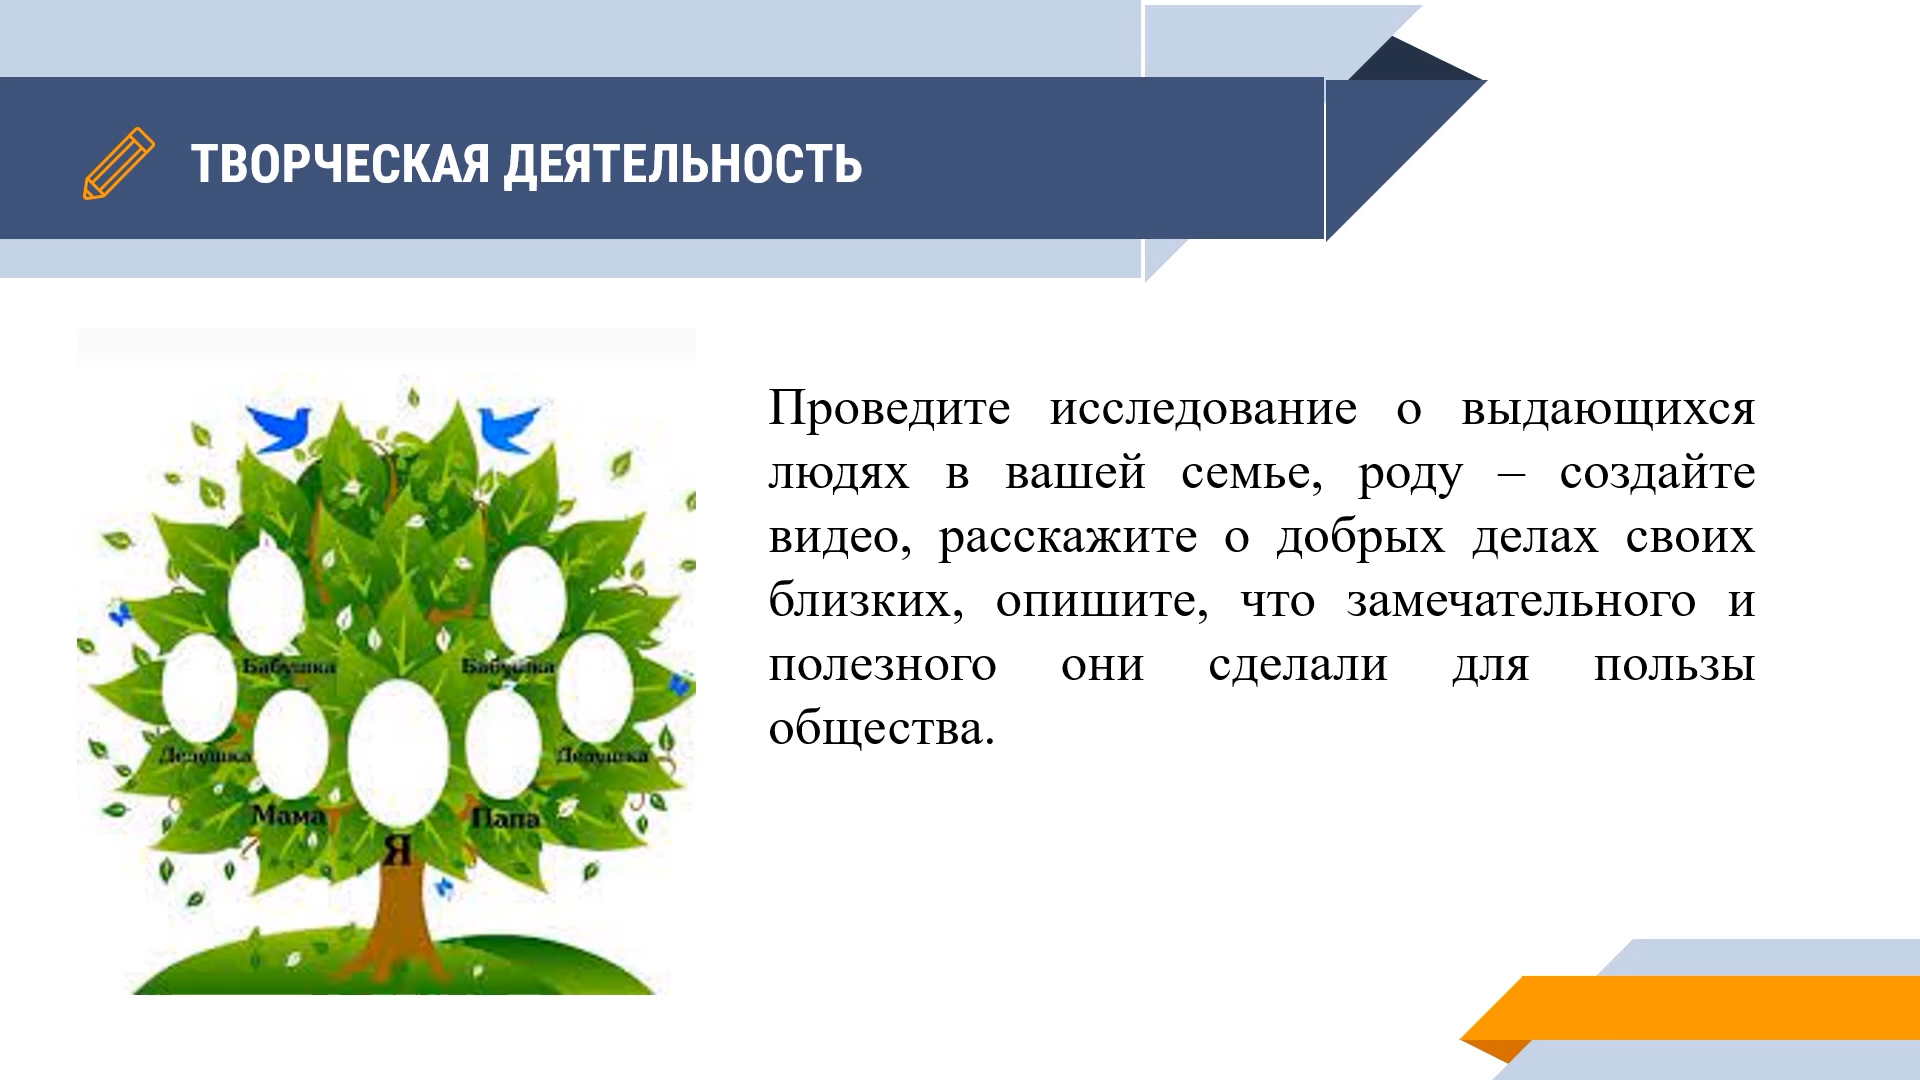 ТВОРЧЕСКАЯ ДЕЯТЕЛЬНОСТЬ
Проведите исследование о выдающихся
людях в вашей семье, роду – создайте
видео, расскажите о добрых делах своих
близких, опишите, что замечательного и
полезного они сделали для пользы
общества.
Бабушка Бабушка
Дедушка Дедушка
Мама Папа
Я